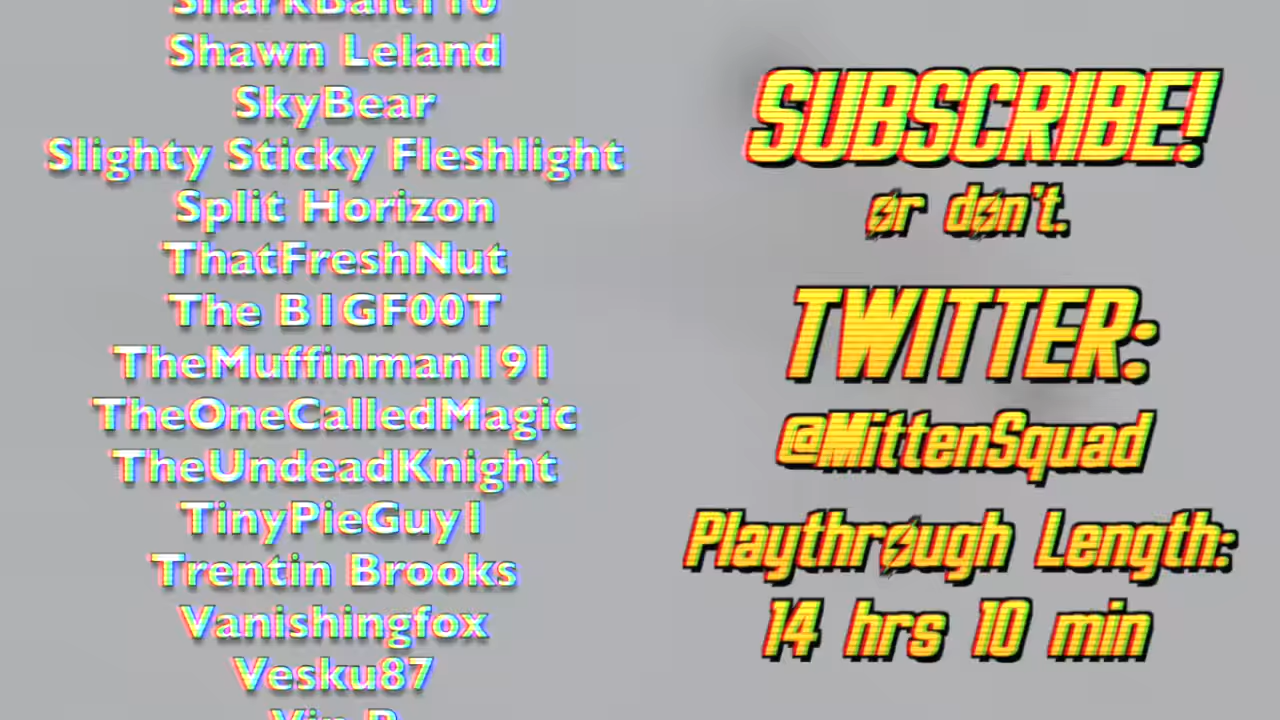 SharkBait110
Shawn Leland
SkyBear
Slighty Sticky Fleshlight
Split Horizon
ThatFreshNut
The B1GF00T
TheMuffinman191
TheOneCalledMagic
TheUndeadKnight
TinyPieGuy1
Trentin Brooks
Vanishingfox
Vesku87
SUBSCRIBE!
or don't.
TWITTER:
@MittenSquad
Playthrough Length:
14 hrs 10 min